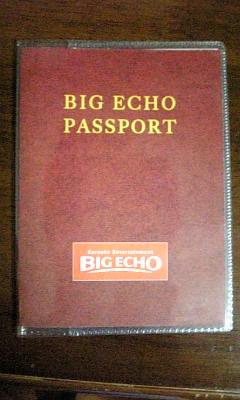 BIG ECHO
PASSPORT
Karaoke Entertainment
BIG ECHO